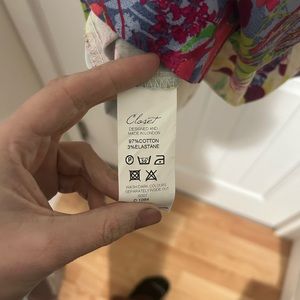 Closet
DESIGNED AND
MADE IN LONDON
97%COTTON
3%ELASTANE
WASH DARK COLOURS
SEPARATELY INSIDE OUT